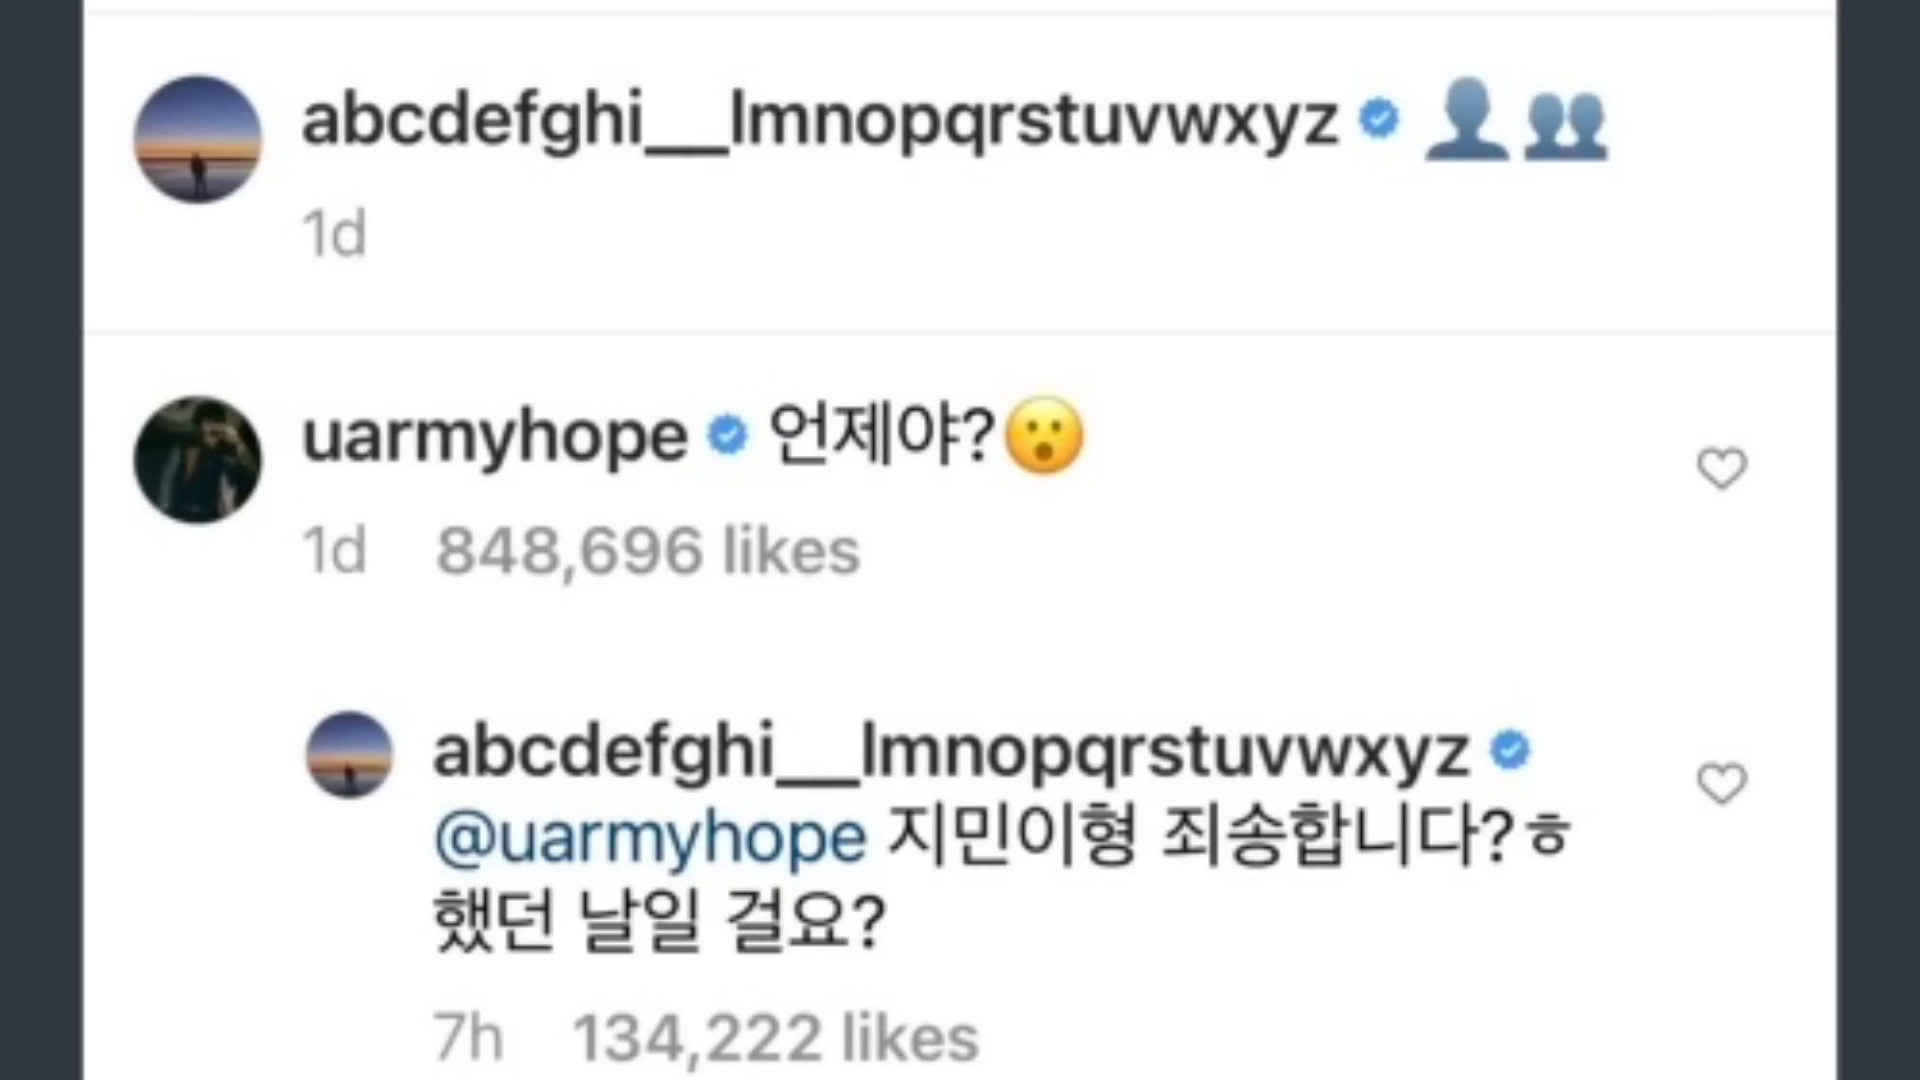 abcdefghi__lmnopqrstuvwxyz 👤👥
1d
uarmyhope 언제야?😮
1d 848,696 likes
abcdefghi__lmnopqrstuvwxyz
@uarmyhope 지민이형 죄송합니다?ㅎ
했던 날일 걸요?
7h 134,222 likes